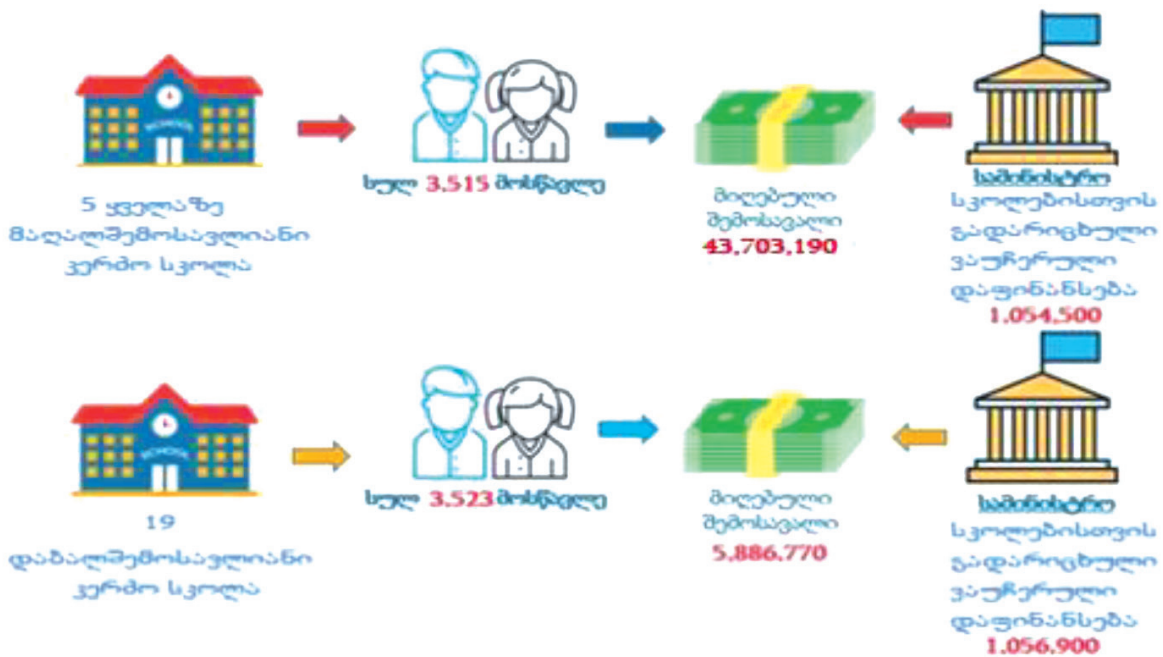 SCHOOL
5 ყველაზე
მაღალშემოსავლიანი
კერძო სკოლა
სულ 3,515 მოსწავლე
მიღებული
შემოსავალი
43,703,190
სამინისტრო
სკოლებისთვის
გადარიცხული
ვაუჩერული
დაფინანსება
1,054,500
SCHOOL
19
დაბალშემოსავლიანი
კერძო სკოლა
სულ 3,523 მოსწავლე
მიღებული
შემოსავალი
5,886,770
სამინისტრო
სკოლებისთვის
გადარიცხული
ვაუჩერული
დაფინანსება
1,056,900